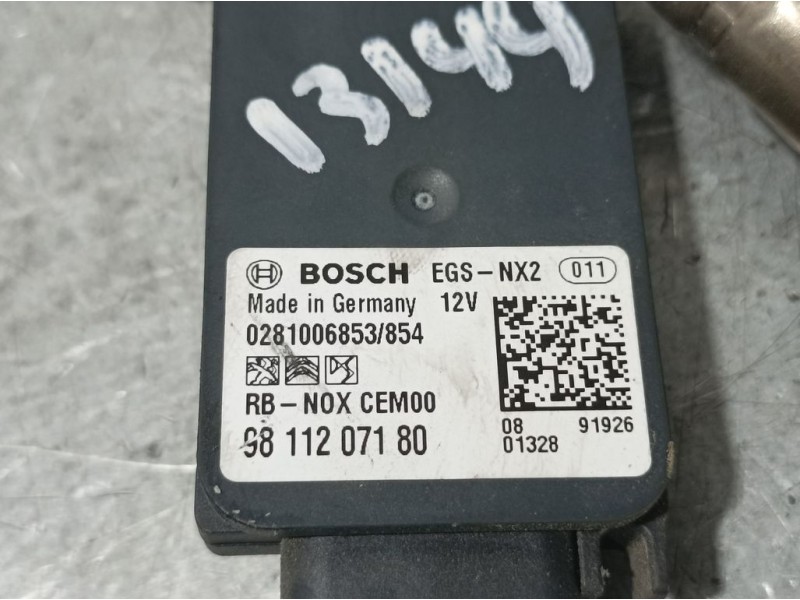 13144
BOSCH EGS-NX2 011
Made in Germany 12V
0281006853/854
RB-NOX CEM00
98 112 071 80
08 91926
01328